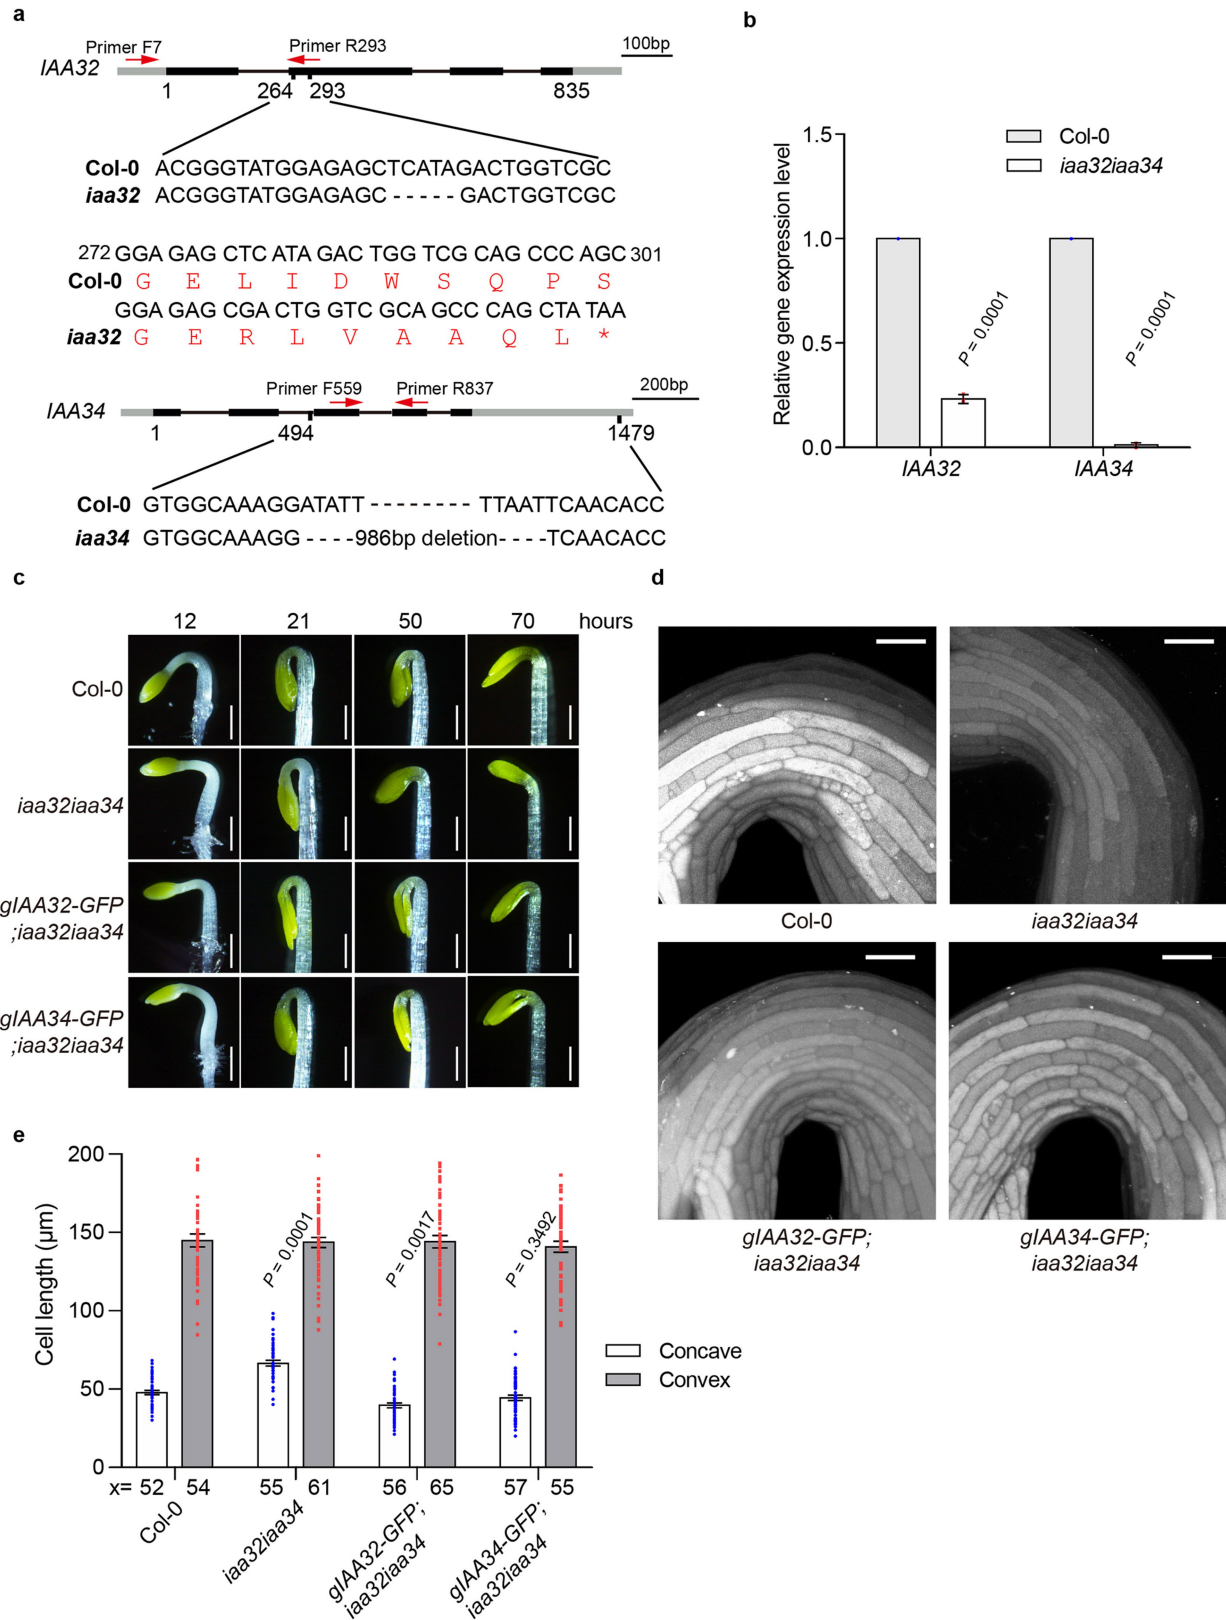 a
Primer F7
Primer R293
100bp
IAA32
1
264
293
835
Col-0 ACGGGTATGGAGAGCTCATAGACTGGTCGC
iaa32 ACGGGTATGGAGAGC-----GACTGGTCGC
272 GGA GAG CTC ATA GAC TGG TCG CAG CCC AGC 301
Col-0 G E L I D W S Q P S
GGA GAG CGA CTG GTC GCA GCC CAG CTA TAA
iaa32 G E R L V A A Q L *
Primer F559
Primer R837
200bp
IAA34
1
494
1479
Col-0 GTGGCAAAGGATATT--------TTAATTCAACACC
iaa34 GTGGCAAAGG----986bp deletion----TCAACACC
b
Relative gene expression level
1.5
1.0
0.5
0.0
Col-0
iaa32iaa34
P = 0.0001
P = 0.0001
IAA32
IAA34
c
12 21 50 70 hours
Col-0
iaa32iaa34
gIAA32-GFP
;iaa32iaa34
gIAA34-GFP
;iaa32iaa34
d
Col-0
iaa32iaa34
gIAA32-GFP;
iaa32iaa34
gIAA34-GFP;
iaa32iaa34
e
Cell length (µm)
200
150
100
50
0
P = 0.0001
P = 0.0017
P = 0.3492
Concave
Convex
x= 52 54 55 61 56 65 57 55
Col-0
iaa32iaa34
gIAA32-GFP;
iaa32iaa34
gIAA34-GFP;
iaa32iaa34